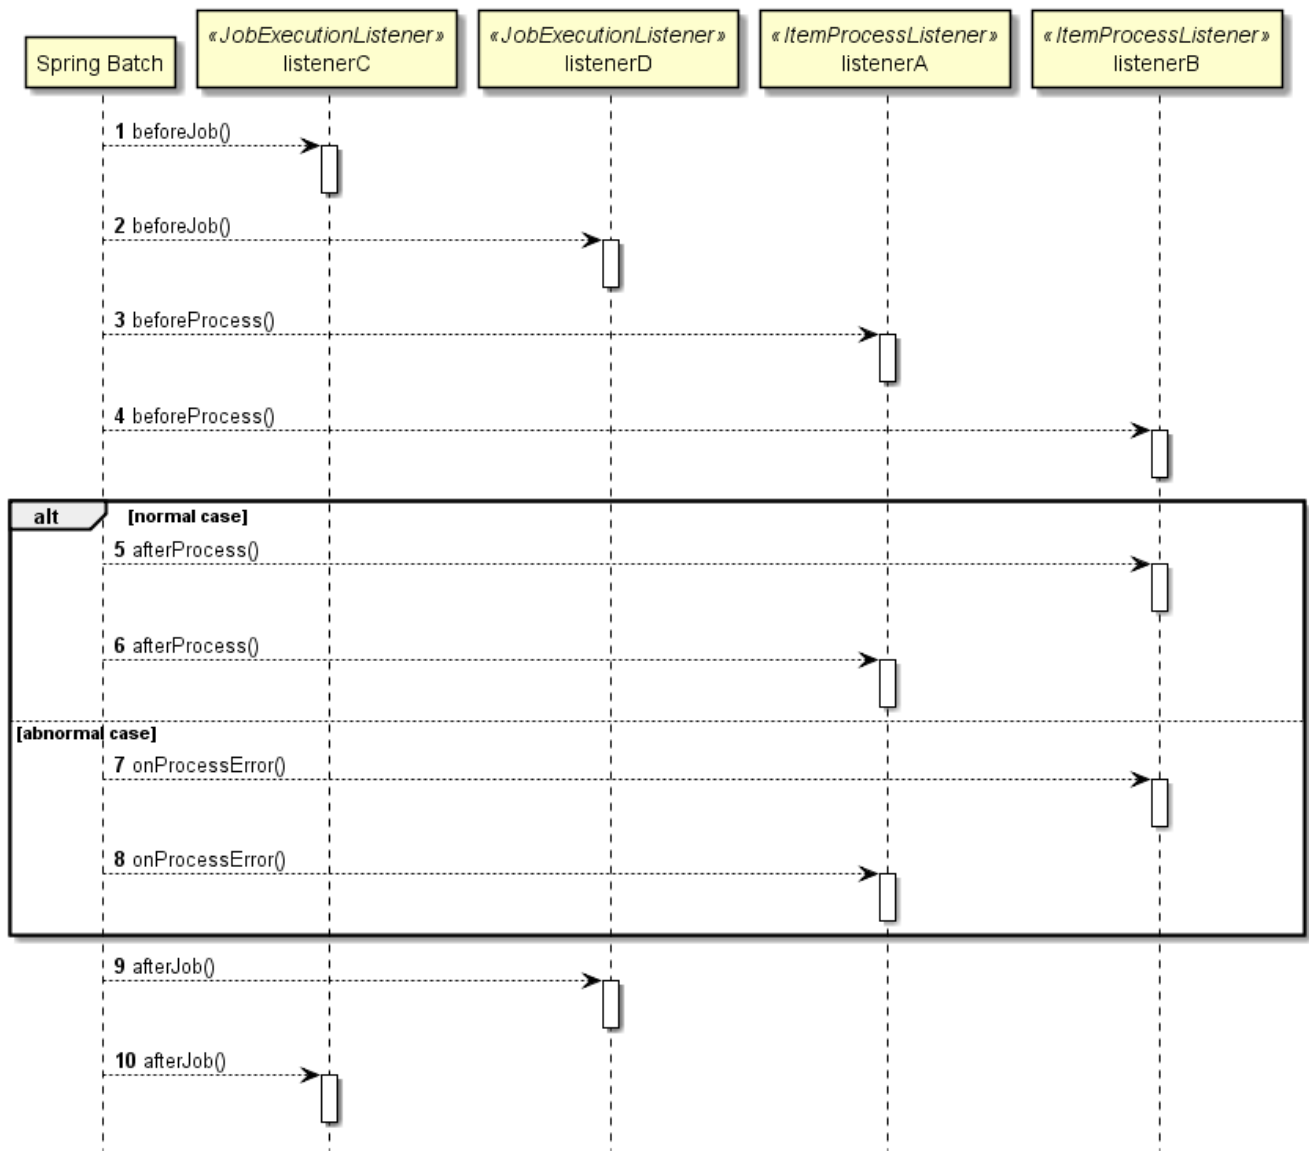 Spring Batch
«JobExecutionListener»
listenerC
«JobExecutionListener»
listenerD
«ItemProcessListener»
listenerA
«ItemProcessListener»
listenerB
1 beforeJob()
2 beforeJob()
3 beforeProcess()
4 beforeProcess()
alt [normal case]
5 afterProcess()
6 afterProcess()
[abnormal case]
7 onProcessError()
8 onProcessError()
9 afterJob()
10 afterJob()